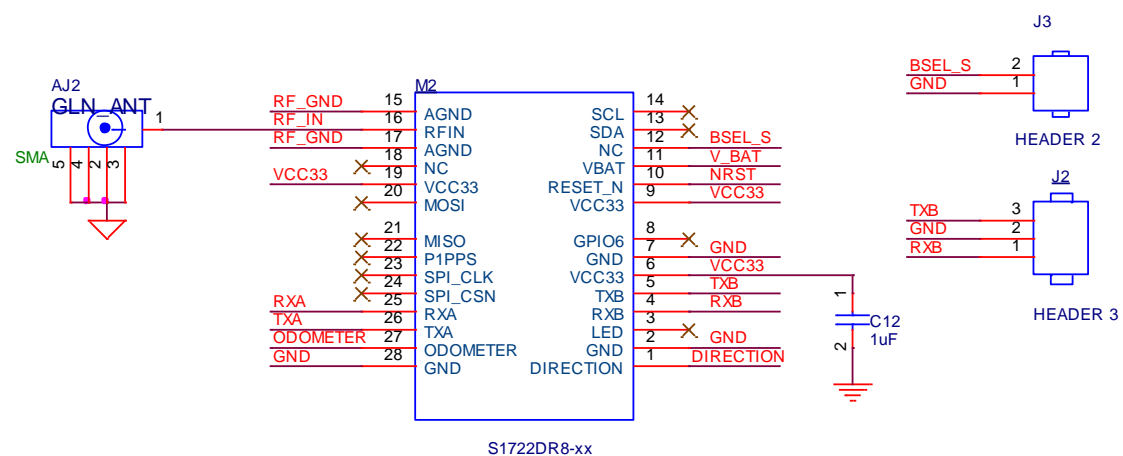 J3
BSEL_S 2
GND 1
HEADER 2
AJ2
GLN_ANT
1
SMA
5 4 2 3
M2
RF_GND 15 AGND
RF_IN 16 RFIN
RF_GND 17 AGND
18 NC
VCC33 19 VCC33
20 MOSI
21 MISO
22 P1PPS
23 SPI_CLK
24 SPI_CSN
RXA 25 RXA
TXA 26 TXA
ODOMETER 27 ODOMETER
GND 28 GND
SCL 14
SDA 13
NC 12 BSEL_S
VBAT 11 V_BAT
RESET_N 10 NRST
VCC33 9 VCC33
GPIO6 8
GND 7 GND
VCC33 6 VCC33
TXB 5 TXB
RXB 4 RXB
LED 3
GND 2 GND
DIRECTION 1 DIRECTION
S1722DR8-xx
1
C12
1uF
2
J2
TXB 3
GND 2
RXB 1
HEADER 3